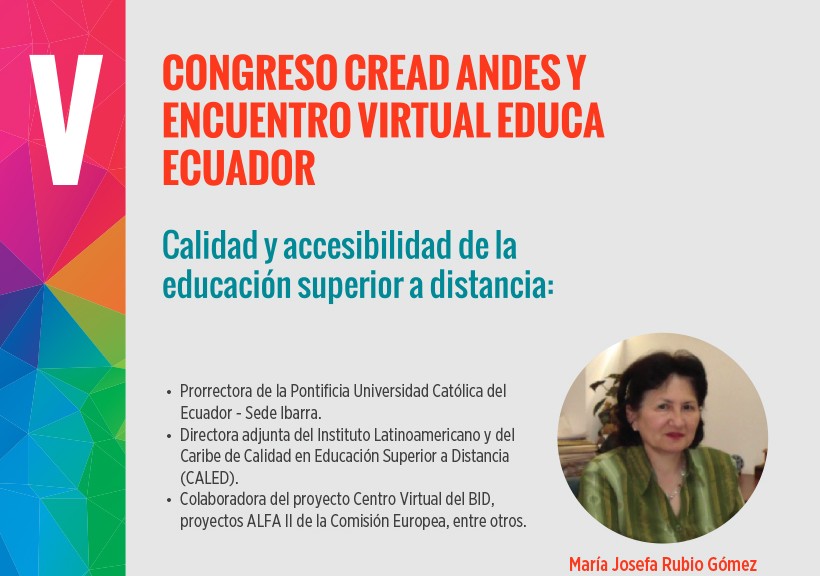 V
CONGRESO CREAD ANDES Y
ENCUENTRO VIRTUAL EDUCA
ECUADOR
Calidad y accesibilidad de la
educación superior a distancia:
• Prorrectora de la Pontificia Universidad Católica del
Ecuador - Sede Ibarra.
• Directora adjunta del Instituto Latinoamericano y del
Caribe de Calidad en Educación Superior a Distancia
(CALED).
• Colaboradora del proyecto Centro Virtual del BID,
proyectos ALFA II de la Comisión Europea, entre otros.
María Josefa Rubio Gómez